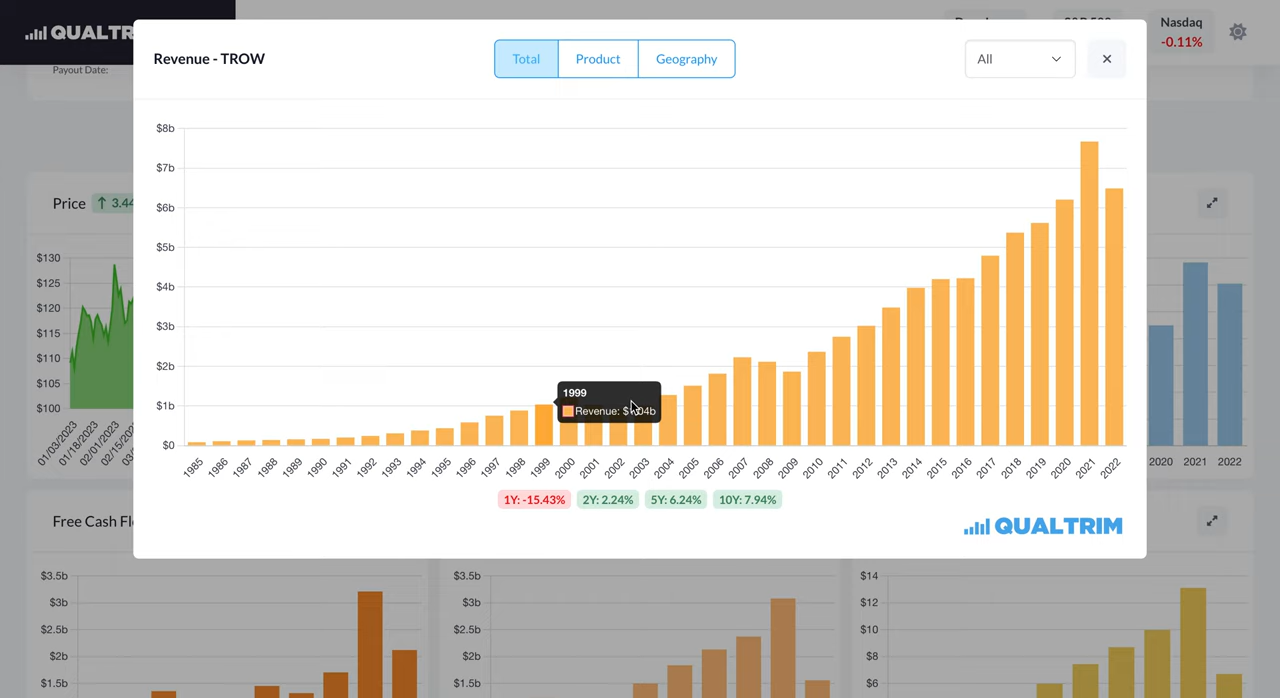 QUALTR
Nasdaq
-0.11%
Payout Date:
Revenue - TROW
Total
Product
Geography
All
$8b
$7b
$6b
$5b
$4b
$3b
$2b
$1b
$0
1999
Revenue: $1.04b
1985
1986
1987
1988
1989
1990
1991
1992
1993
1994
1995
1996
1997
1998
1999
2000
2001
2002
2003
2004
2005
2006
2007
2008
2009
2010
2011
2012
2013
2014
2015
2016
2017
2018
2019
2020
2021
2022
1Y: -15.43%
2Y: 2.24%
5Y: 6.24%
10Y: 7.94%
QUALTRIM
Price
↑ 3.44
$130
$125
$120
$115
$110
$105
$100
01/03/2023
01/18/2023
02/01/2023
2020
2021
2022
Free Cash Fl
$3.5b
$3b
$2.5b
$2b
$1.5b
$3.5b
$3b
$2.5b
$2b
$1.5b
$14
$12
$10
$8
$6